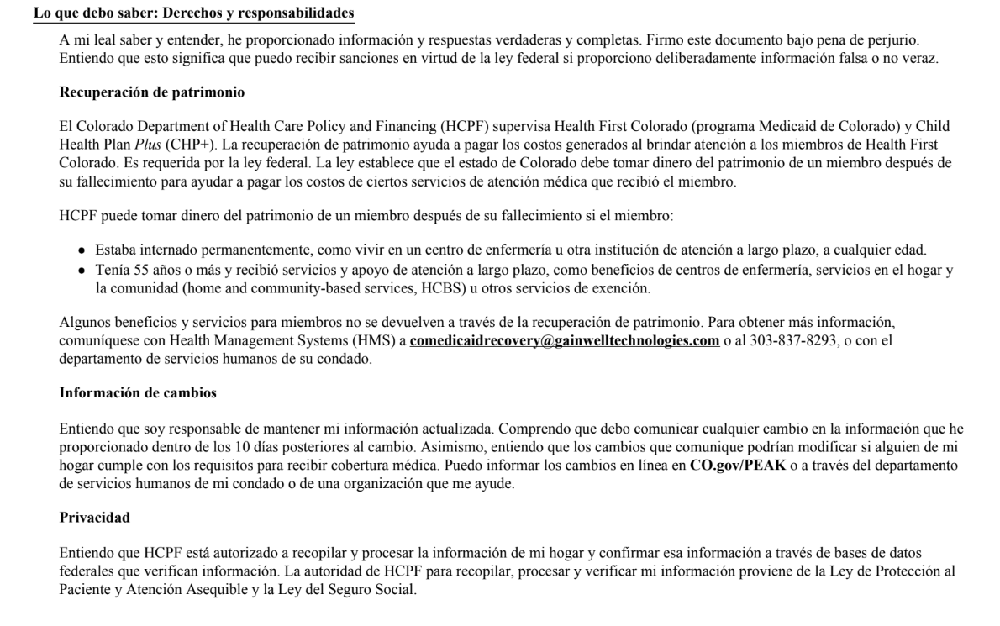 Lo que debo saber: Derechos y responsabilidades
A mi leal saber y entender, he proporcionado información y respuestas verdaderas y completas. Firmo este documento bajo pena de perjurio.
Entiendo que esto significa que puedo recibir sanciones en virtud de la ley federal si proporciono deliberadamente información falsa o no veraz.
Recuperación de patrimonio
El Colorado Department of Health Care Policy and Financing (HCPF) supervisa Health First Colorado (programa Medicaid de Colorado) y Child
Health Plan Plus (CHP+). La recuperación de patrimonio ayuda a pagar los costos generados al brindar atención a los miembros de Health First
Colorado. Es requerida por la ley federal. La ley establece que el estado de Colorado debe tomar dinero del patrimonio de un miembro después de
su fallecimiento para ayudar a pagar los costos de ciertos servicios de atención médica que recibió el miembro.
HCPF puede tomar dinero del patrimonio de un miembro después de su fallecimiento si el miembro:
● Estaba internado permanentemente, como vivir en un centro de enfermería u otra institución de atención a largo plazo, a cualquier edad.
● Tenía 55 años o más y recibió servicios y apoyo de atención a largo plazo, como beneficios de centros de enfermería, servicios en el hogar y
la comunidad (home and community-based services, HCBS) u otros servicios de exención.
Algunos beneficios y servicios para miembros no se devuelven a través de la recuperación de patrimonio. Para obtener más información,
comuníquese con Health Management Systems (HMS) a comedicaidrecovery@gainwelltechnologies.com o al 303-837-8293, o con el
departamento de servicios humanos de su condado.
Información de cambios
Entiendo que soy responsable de mantener mi información actualizada. Comprendo que debo comunicar cualquier cambio en la información que he
proporcionado dentro de los 10 días posteriores al cambio. Asimismo, entiendo que los cambios que comunique podrían modificar si alguien de mi
hogar cumple con los requisitos para recibir cobertura médica. Puedo informar los cambios en línea en CO.gov/PEAK o a través del departamento
de servicios humanos de mi condado o de una organización que me ayude.
Privacidad
Entiendo que HCPF está autorizado a recopilar y procesar la información de mi hogar y confirmar esa información a través de bases de datos
federales que verifican información. La autoridad de HCPF para recopilar, procesar y verificar mi información proviene de la Ley de Protección al
Paciente y Atención Asequible y la Ley del Seguro Social.